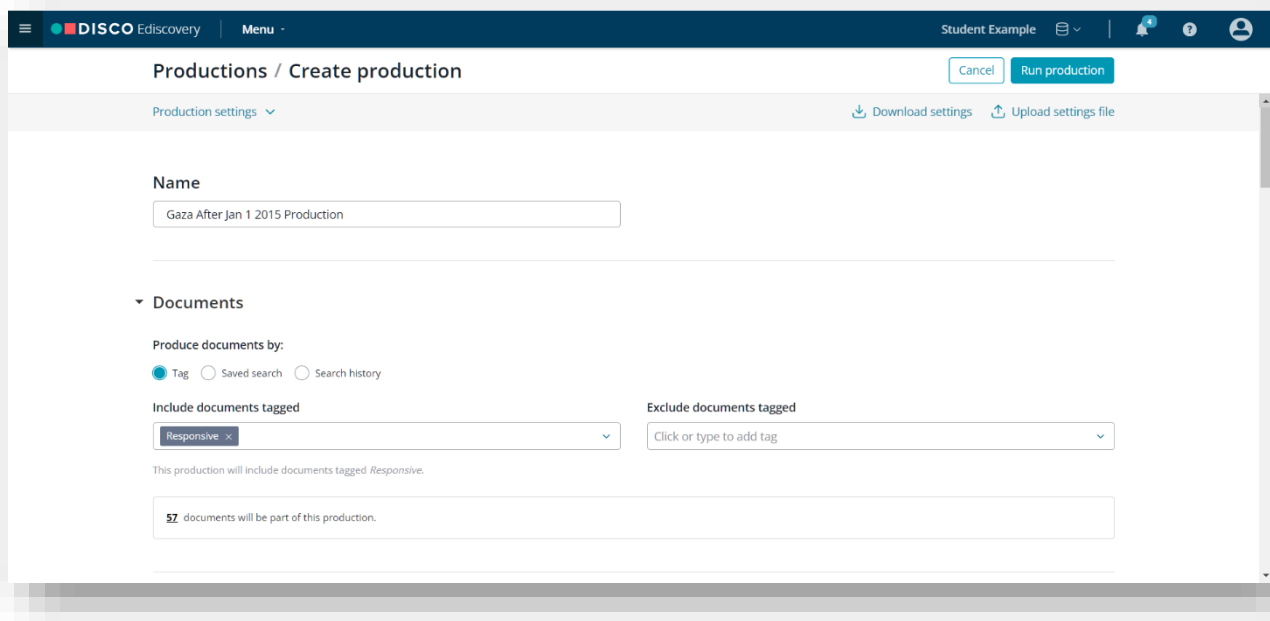 DISCO Ediscovery Menu Student Example 4
Productions / Create production Cancel Run production
Production settings Download settings Upload settings file
Name
Gaza After Jan 1 2015 Production
Documents
Produce documents by:
Tag Saved search Search history
Include documents tagged Exclude documents tagged
Responsive × Click or type to add tag
This production will include documents tagged Responsive.
57 documents will be part of this production.